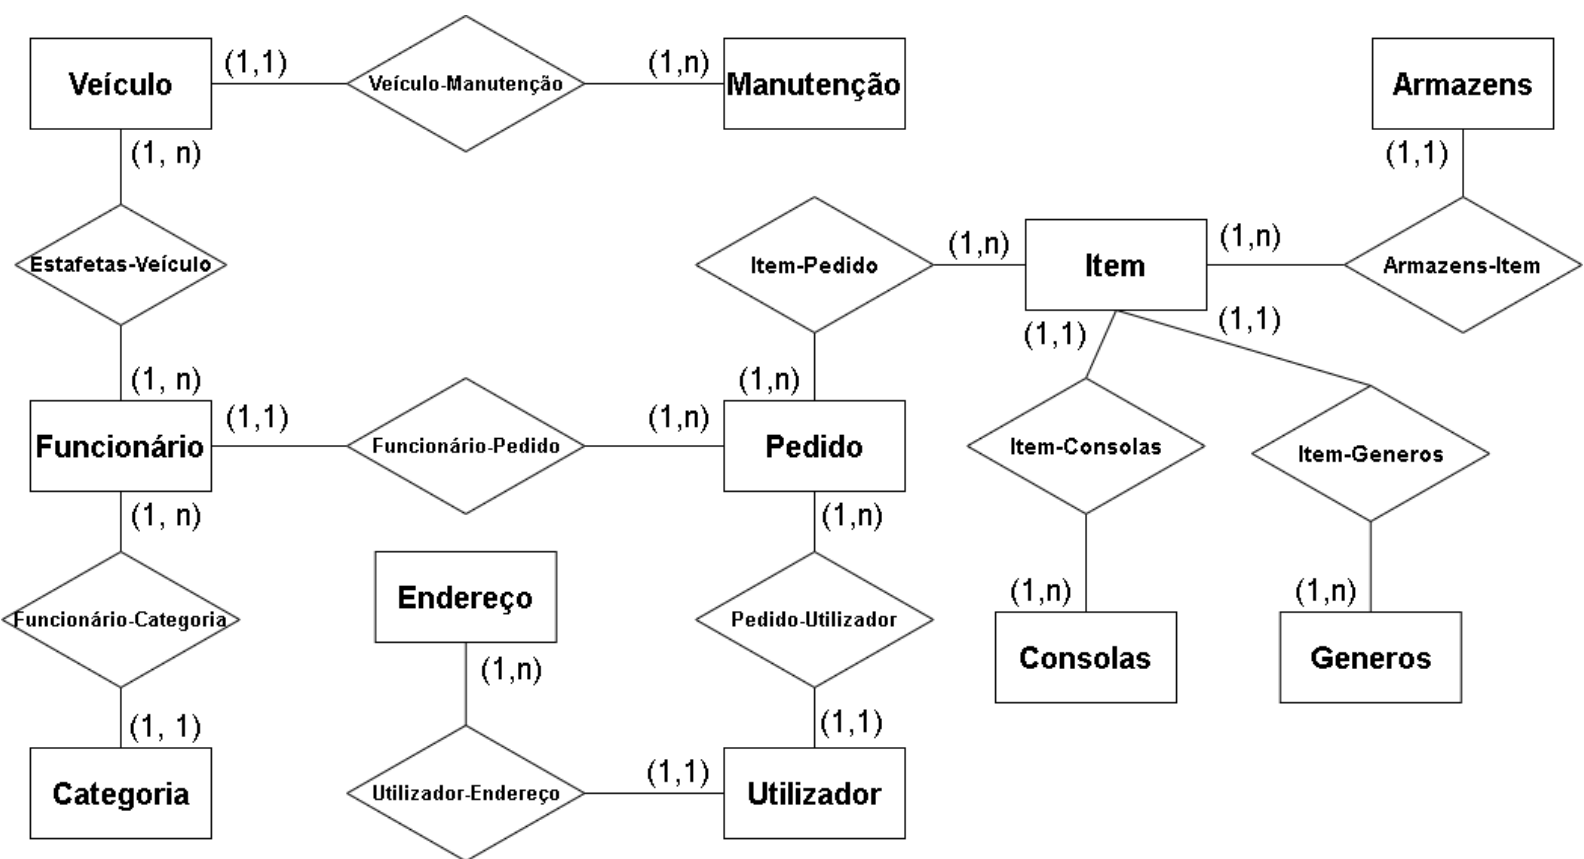 (1,1)
(1,n)
Veículo
Veículo-Manutenção
Manutenção
Armazens
(1, n)
(1,1)
Estafetas-Veículo
Item-Pedido
(1,n)
Item
(1,n)
Armazens-Item
(1,1)
(1,1)
(1, n)
(1,n)
(1,1)
(1,n)
Funcionário
Funcionário-Pedido
Pedido
Item-Consolas
Item-Generos
(1, n)
(1,n)
Endereço
(1,n)
(1,n)
Funcionário-Categoria
Pedido-Utilizador
(1,n)
Consolas
Generos
(1, 1)
(1,1)
(1,1)
Categoria
Utilizador-Endereço
Utilizador